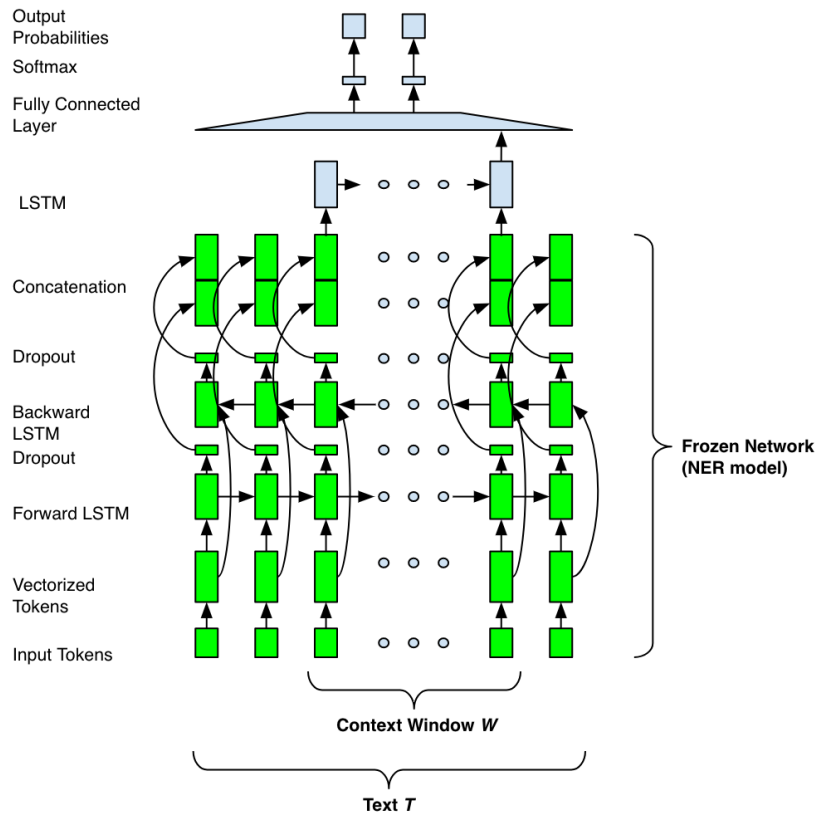 Output
Probabilities
Softmax
Fully Connected
Layer
LSTM
Concatenation
Dropout
Backward
LSTM
Dropout
Forward LSTM
Vectorized
Tokens
Input Tokens
Frozen Network
(NER model)
Context Window W
Text T